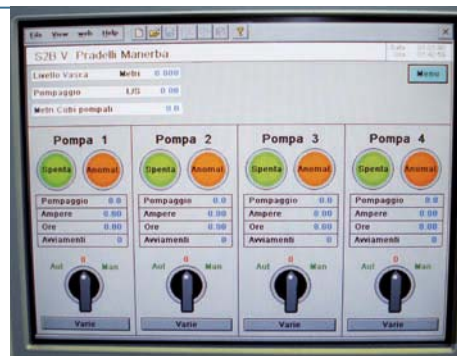 File View web Help
S2B V. Pradelli Manerba
Livello Vasca Metri 0.000
Menu
Pompaggio L/S 0.00
Metri Cubi pompati 0.0
Pompa 1 Pompa 2 Pompa 3 Pompa 4
Spenta Anomal Spenta Anomal Spenta Anomal Spenta Anomal
Pompaggio 0.0 Pompaggio 0.0 Pompaggio 0.0 Pompaggio 0.0
Ampere 0.00 Ampere 0.00 Ampere 0.00 Ampere 0.00
Ore 0.00 Ore 0.00 Ore 0.00 Ore 0.00
Avviamenti 0 Avviamenti 0 Avviamenti 0 Avviamenti 0
Aut 0 Man Aut 0 Man Aut 0 Man Aut 0 Man
Varie Varie Varie Varie